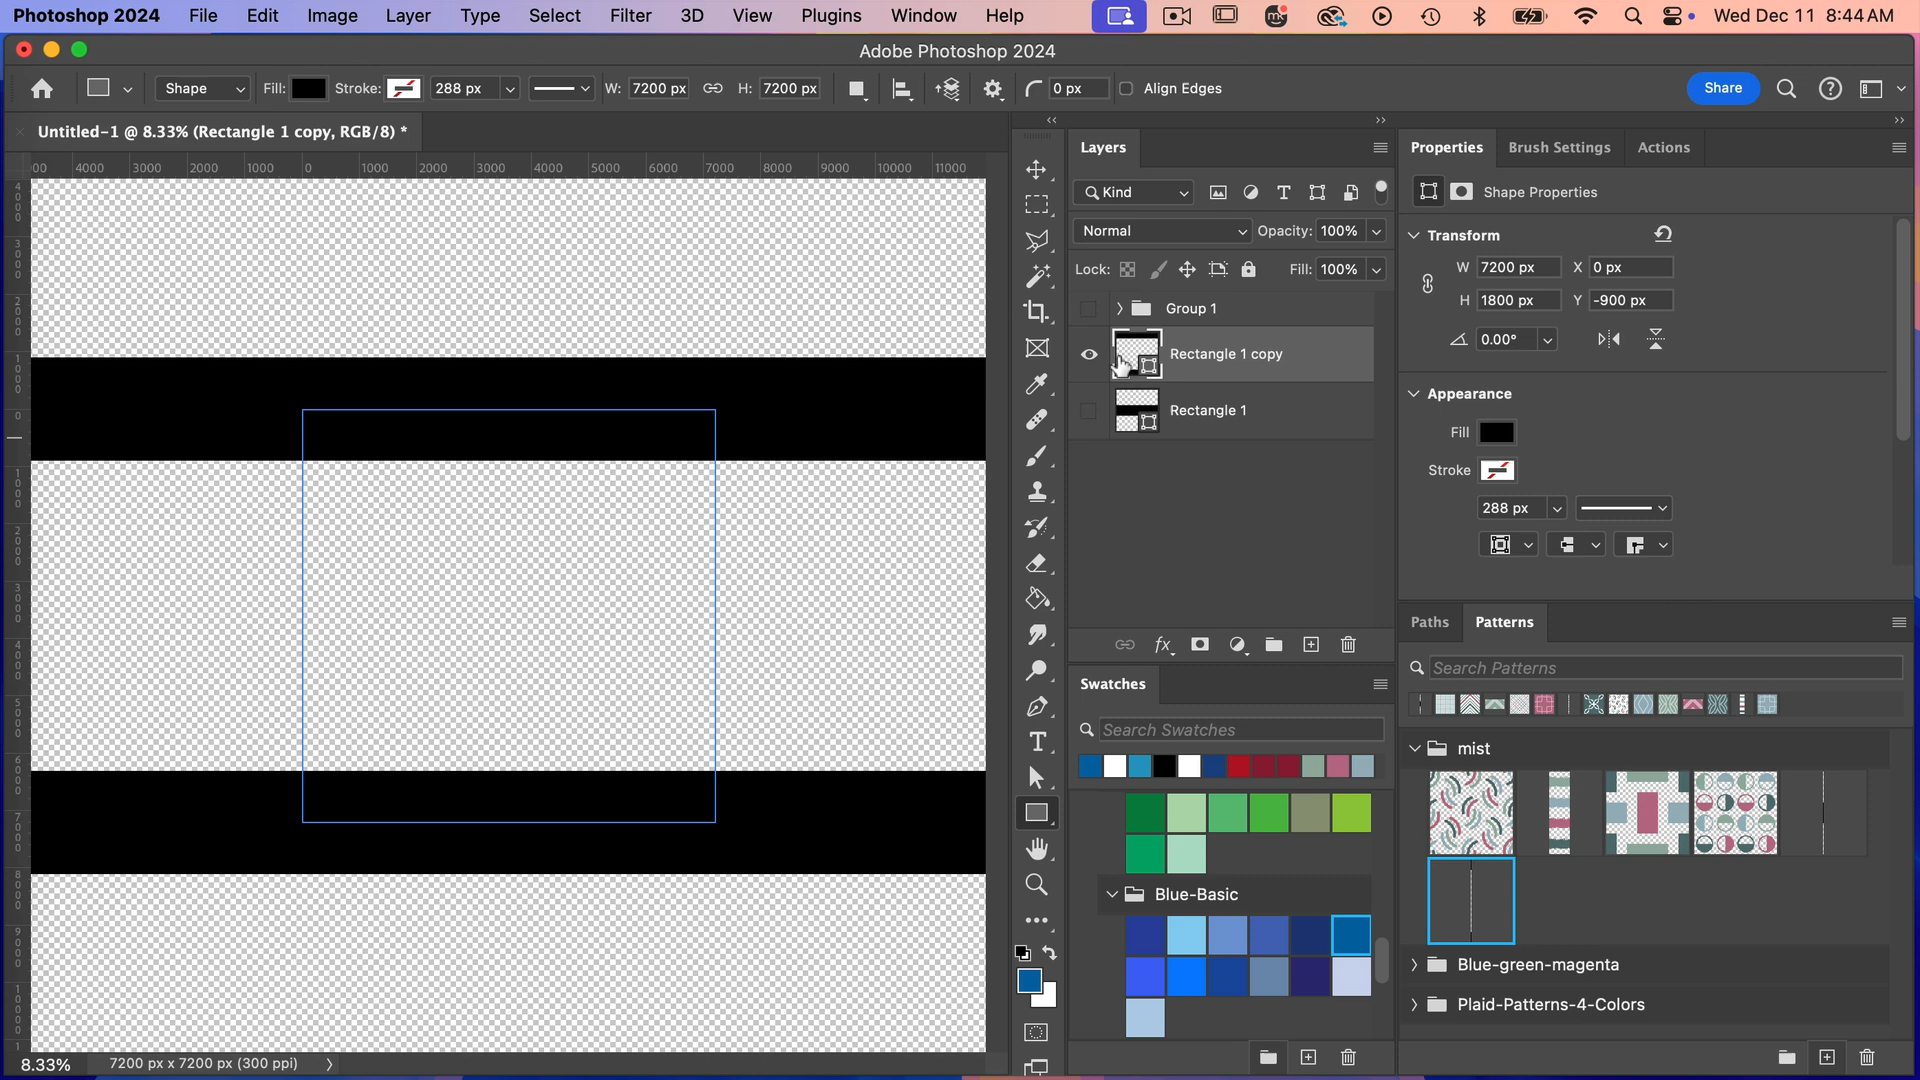 Photoshop 2024 File Edit Image Layer Type Select Filter 3D View Plugins Window Help Wed Dec 11 8:44 AM
Adobe Photoshop 2024
Shape Fill: Stroke: 288 px W: 7200 px H: 7200 px 0 px Align Edges Share
Untitled-1 @ 8.33% (Rectangle 1 copy, RGB/8) *
4000 3000 2000 1000 0 1000 2000 3000 4000 5000 6000 7000 8000 9000 10000 11000
Layers
Kind
Normal Opacity: 100%
Lock: Fill: 100%
Group 1
Rectangle 1 copy
Rectangle 1
Swatches
Search Swatches
Blue-Basic
Properties Brush Settings Actions
Shape Properties
Transform
W 7200 px X 0 px
H 1800 px Y -900 px
0.00°
Appearance
Fill
Stroke
288 px
Paths Patterns
Search Patterns
mist
Blue-green-magenta
Plaid-Patterns-4-Colors
8.33% 7200 px x 7200 px (300 ppi)